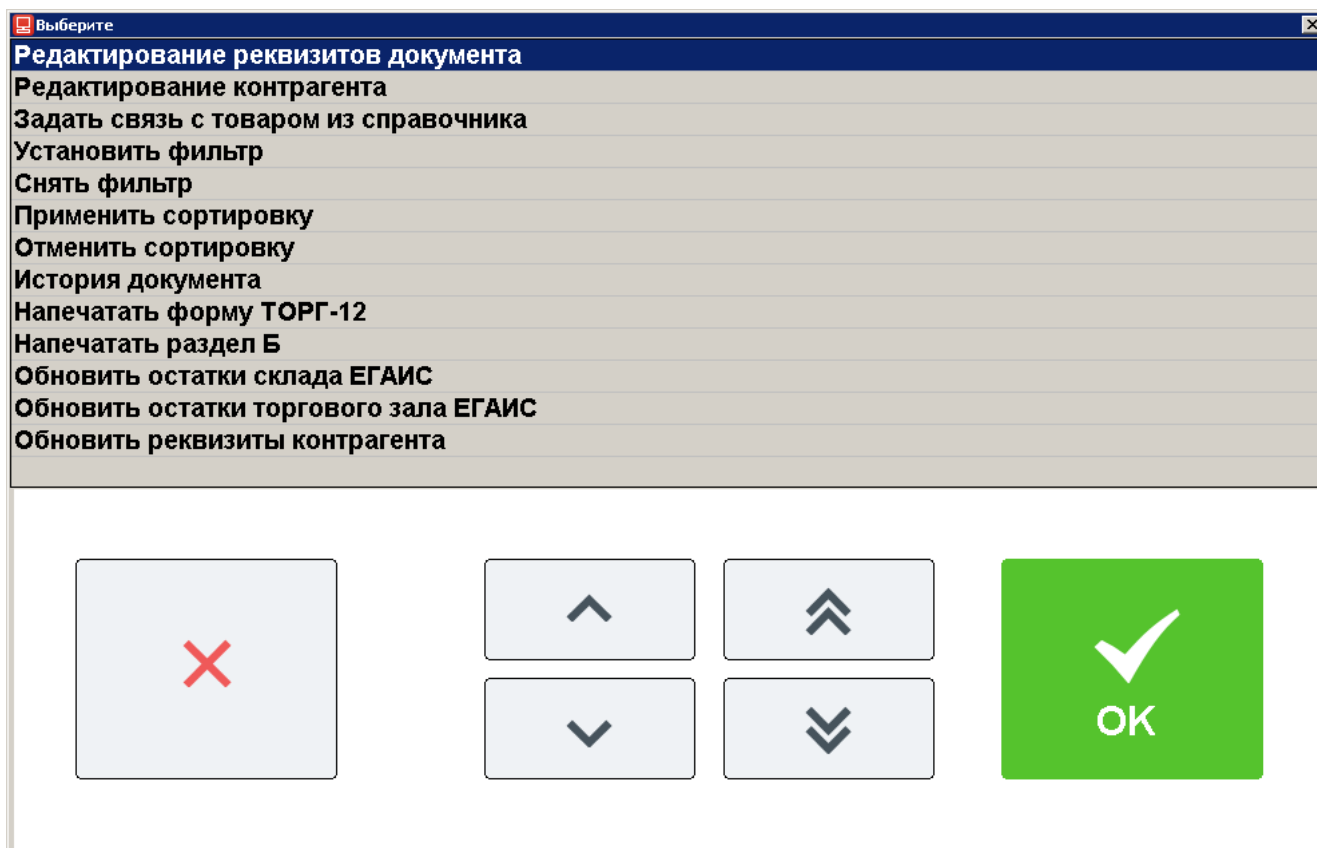 Выберите
Редактирование реквизитов документа
Редактирование контрагента
Задать связь с товаром из справочника
Установить фильтр
Снять фильтр
Применить сортировку
Отменить сортировку
История документа
Напечатать форму ТОРГ-12
Напечатать раздел Б
Обновить остатки склада ЕГАИС
Обновить остатки торгового зала ЕГАИС
Обновить реквизиты контрагента
ОК